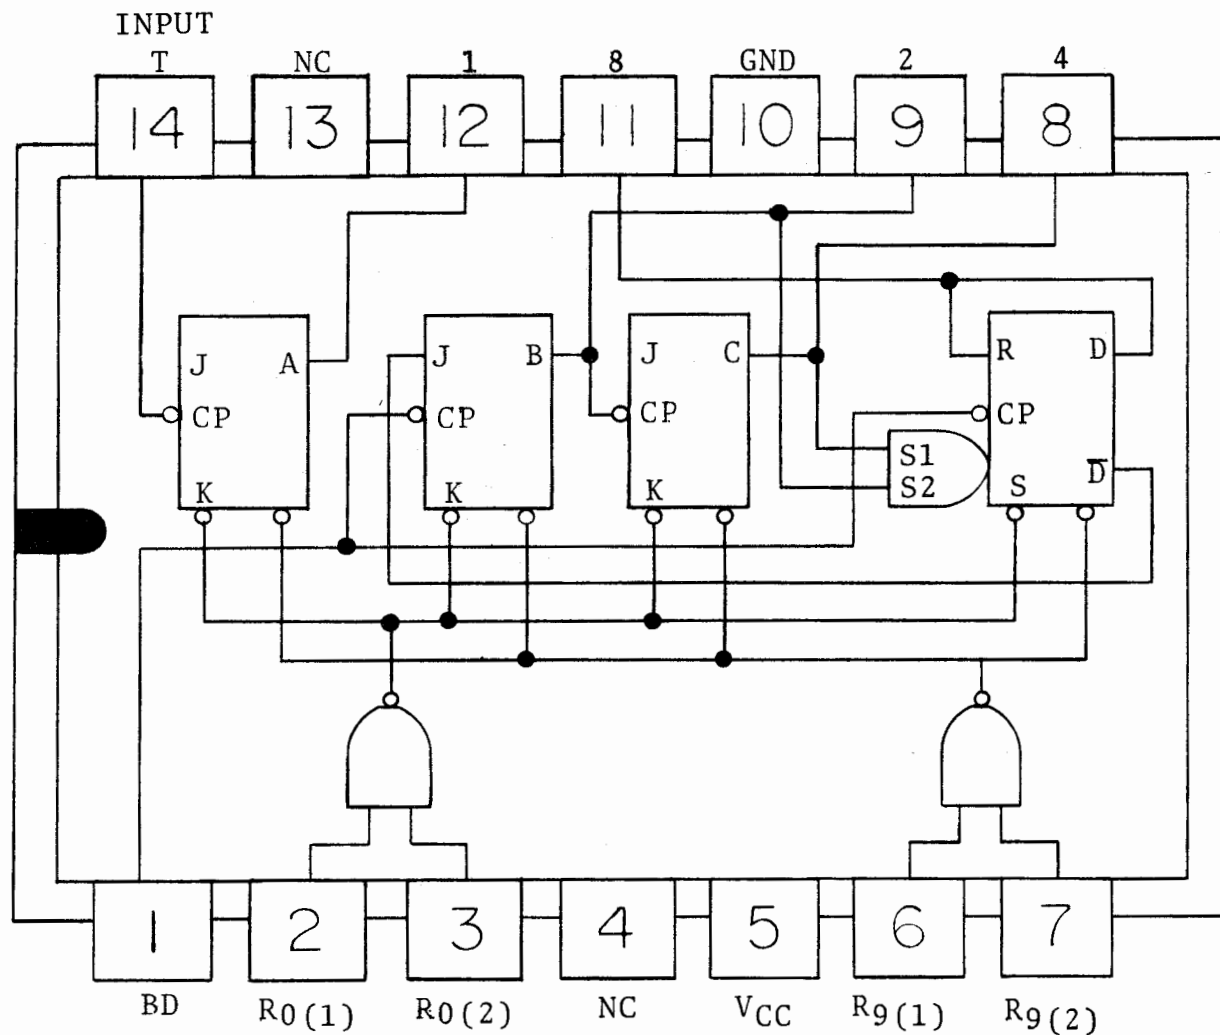 INPUT
T NC 1 8 GND 2 4
14 13 12 11 10 9 8
J A J B J C R D
CP CP CP CP
S1
S2 D̅
K K K S
1 2 3 4 5 6 7
BD R0(1) R0(2) NC VCC R9(1) R9(2)